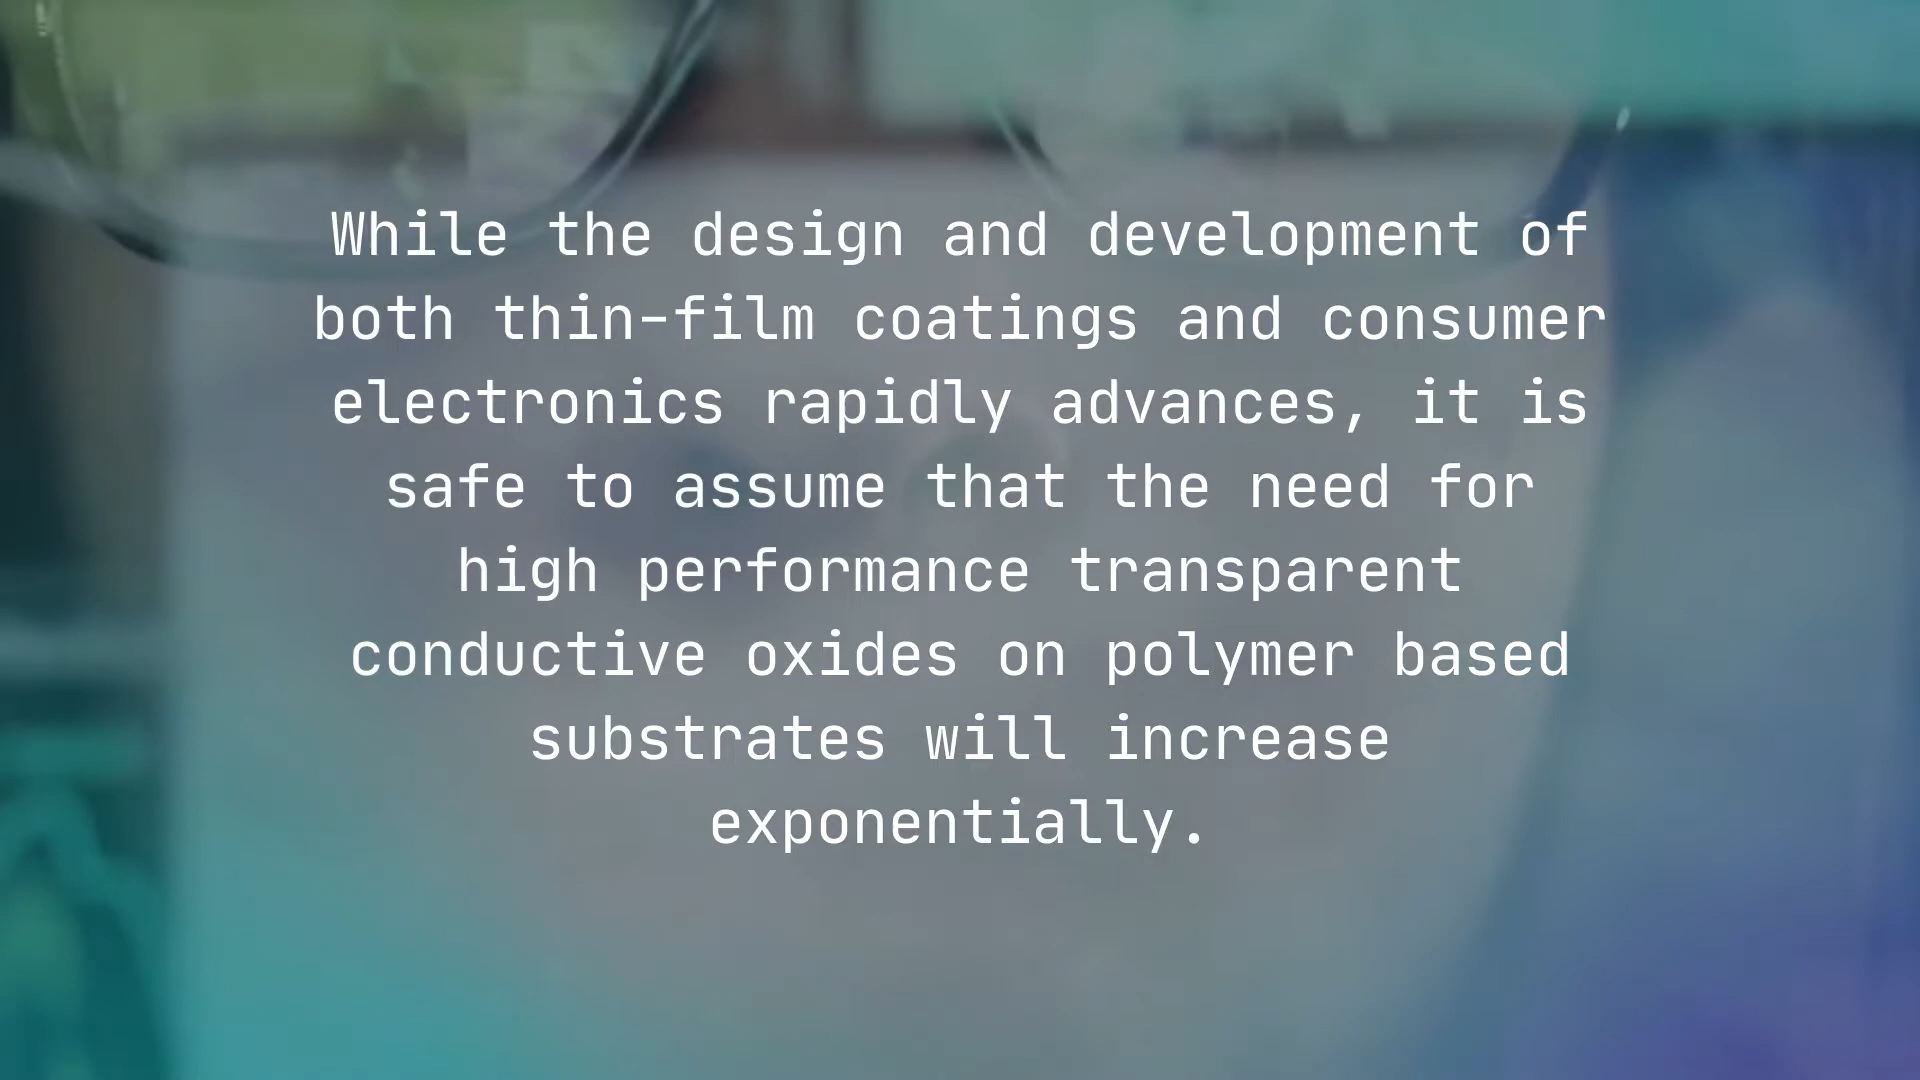 While the design and development of
both thin-film coatings and consumer
electronics rapidly advances, it is
safe to assume that the need for
high performance transparent
conductive oxides on polymer based
substrates will increase
exponentially.